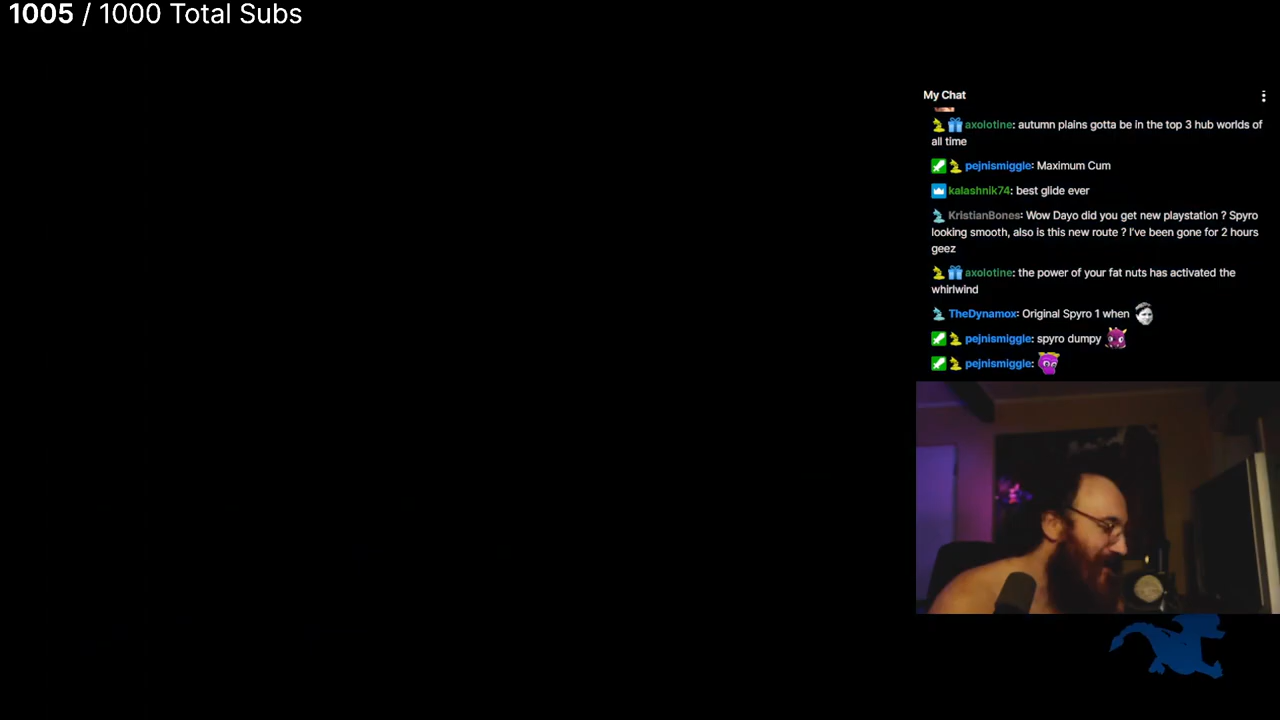 1005 / 1000 Total Subs
My Chat
axolotine: autumn plains gotta be in the top 3 hub worlds of
all time
pejnismiggle: Maximum Cum
kalashnik74: best glide ever
KristianBones: Wow Dayo did you get new playstation ? Spyro
looking smooth, also is this new route ? I've been gone for 2 hours
geez
axolotine: the power of your fat nuts has activated the
whirlwind
TheDynamox: Original Spyro 1 when
pejnismiggle: spyro dumpy
pejnismiggle: